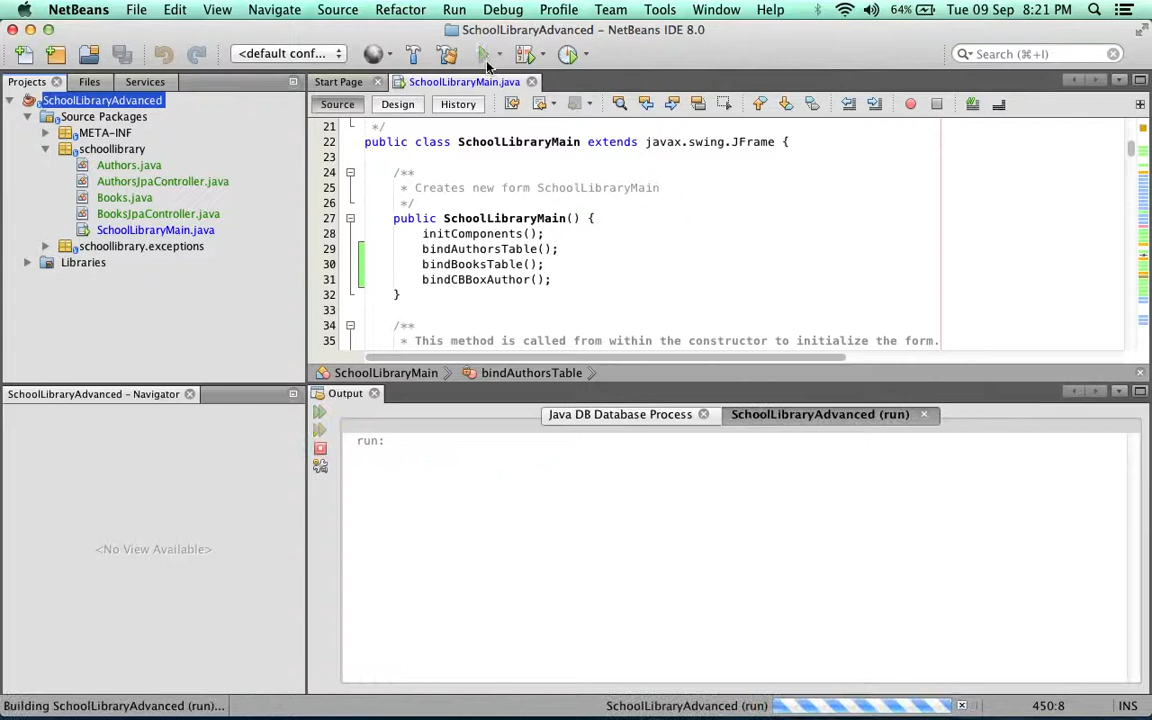 NetBeans File Edit View Navigate Source Refactor Run Debug Profile Team Tools Window Help 64% Tue 09 Sep 8:21 PM
SchoolLibraryAdvanced – NetBeans IDE 8.0
<default conf... Search (⌘+I)
Projects Files Services
Start Page SchoolLibraryMain.java
SchoolLibraryAdvanced
Source Packages
META-INF
schoollibrary
Authors.java
AuthorsJpaController.java
Books.java
BooksJpaController.java
SchoolLibraryMain.java
schoollibrary.exceptions
Libraries
Source Design History
21 */
22 public class SchoolLibraryMain extends javax.swing.JFrame {
23
24 /**
25 * Creates new form SchoolLibraryMain
26 */
27 public SchoolLibraryMain() {
28 initComponents();
29 bindAuthorsTable();
30 bindBooksTable();
31 bindCBBoxAuthor();
32 }
33
34 /**
35 * This method is called from within the constructor to initialize the form.
SchoolLibraryMain bindAuthorsTable
SchoolLibraryAdvanced – Navigator
<No View Available>
Output
Java DB Database Process SchoolLibraryAdvanced (run)
run:
Building SchoolLibraryAdvanced (run)... SchoolLibraryAdvanced (run) 450:8 INS